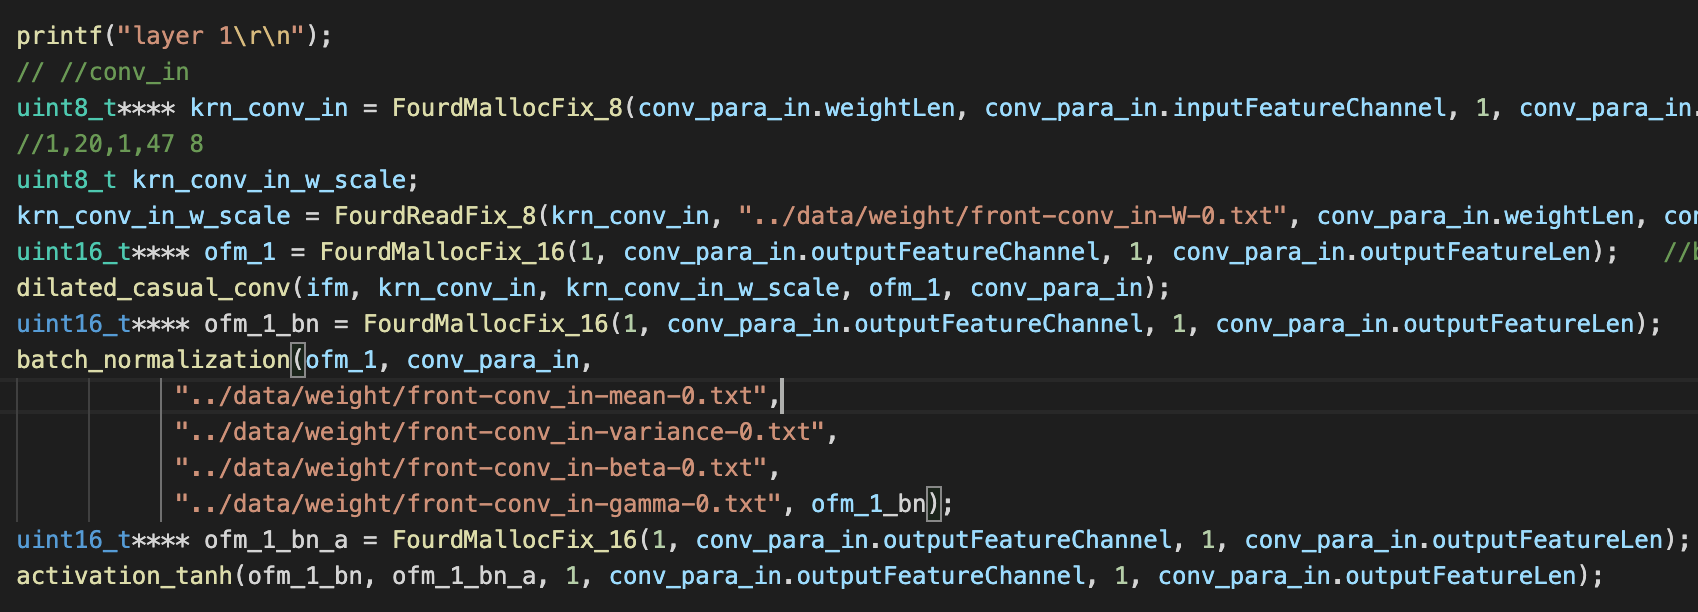 printf("layer 1\r\n");
// //conv_in
uint8_t**** krn_conv_in = FourdMallocFix_8(conv_para_in.weightLen, conv_para_in.inputFeatureChannel, 1, conv_para_in.
//1,20,1,47 8
uint8_t krn_conv_in_w_scale;
krn_conv_in_w_scale = FourdReadFix_8(krn_conv_in, "../data/weight/front-conv_in-W-0.txt", conv_para_in.weightLen, con
uint16_t**** ofm_1 = FourdMallocFix_16(1, conv_para_in.outputFeatureChannel, 1, conv_para_in.outputFeatureLen);   //b
dilated_casual_conv(ifm, krn_conv_in, krn_conv_in_w_scale, ofm_1, conv_para_in);
uint16_t**** ofm_1_bn = FourdMallocFix_16(1, conv_para_in.outputFeatureChannel, 1, conv_para_in.outputFeatureLen);
batch_normalization(ofm_1, conv_para_in,
"../data/weight/front-conv_in-mean-0.txt",
"../data/weight/front-conv_in-variance-0.txt",
"../data/weight/front-conv_in-beta-0.txt",
"../data/weight/front-conv_in-gamma-0.txt", ofm_1_bn);
uint16_t**** ofm_1_bn_a = FourdMallocFix_16(1, conv_para_in.outputFeatureChannel, 1, conv_para_in.outputFeatureLen);
activation_tanh(ofm_1_bn, ofm_1_bn_a, 1, conv_para_in.outputFeatureChannel, 1, conv_para_in.outputFeatureLen);